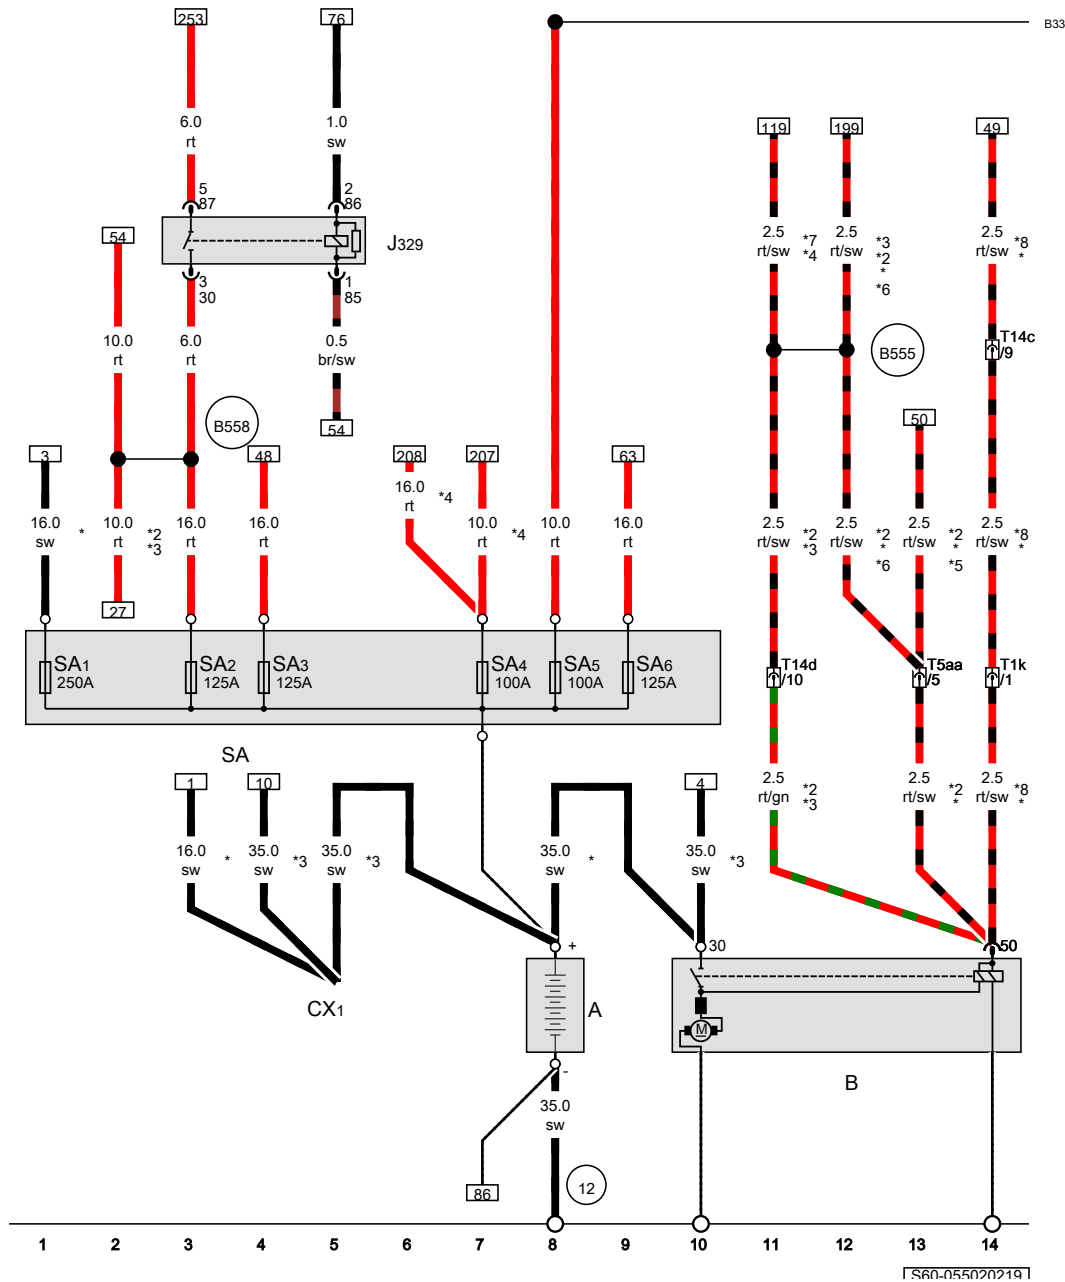 253
76
B33
6.0
rt
1.0
sw
119
199
49
5
87
2
86
54
J329
2.5
rt/sw
*7
*4
2.5
rt/sw
*3
*2
*
*6
2.5
rt/sw
*8
*
3
30
1
85
10.0
rt
6.0
rt
0.5
br/sw
T14c
/9
B555
B558
54
50
3
48
208
207
63
16.0
sw
*
10.0
rt
*2
*3
16.0
rt
16.0
rt
16.0
rt
*4
10.0
rt
*4
10.0
rt
16.0
rt
2.5
rt/sw
*2
*3
2.5
rt/sw
*2
*
*6
2.5
rt/sw
*2
*
*5
2.5
rt/sw
*8
*
27
SA1
250A
SA2
125A
SA3
125A
SA4
100A
SA5
100A
SA6
125A
T14d
/10
T5aa
/5
T1k
/1
SA
1
10
4
2.5
rt/gn
*2
*3
2.5
rt/sw
*2
*
2.5
rt/sw
*8
*
16.0
sw
*
35.0
sw
*3
35.0
sw
*3
35.0
sw
*
35.0
sw
*3
+
30
50
CX1
A
M
B
-
35.0
sw
86
12
1 2 3 4 5 6 7 8 9 10 11 12 13 14
S60-055020219